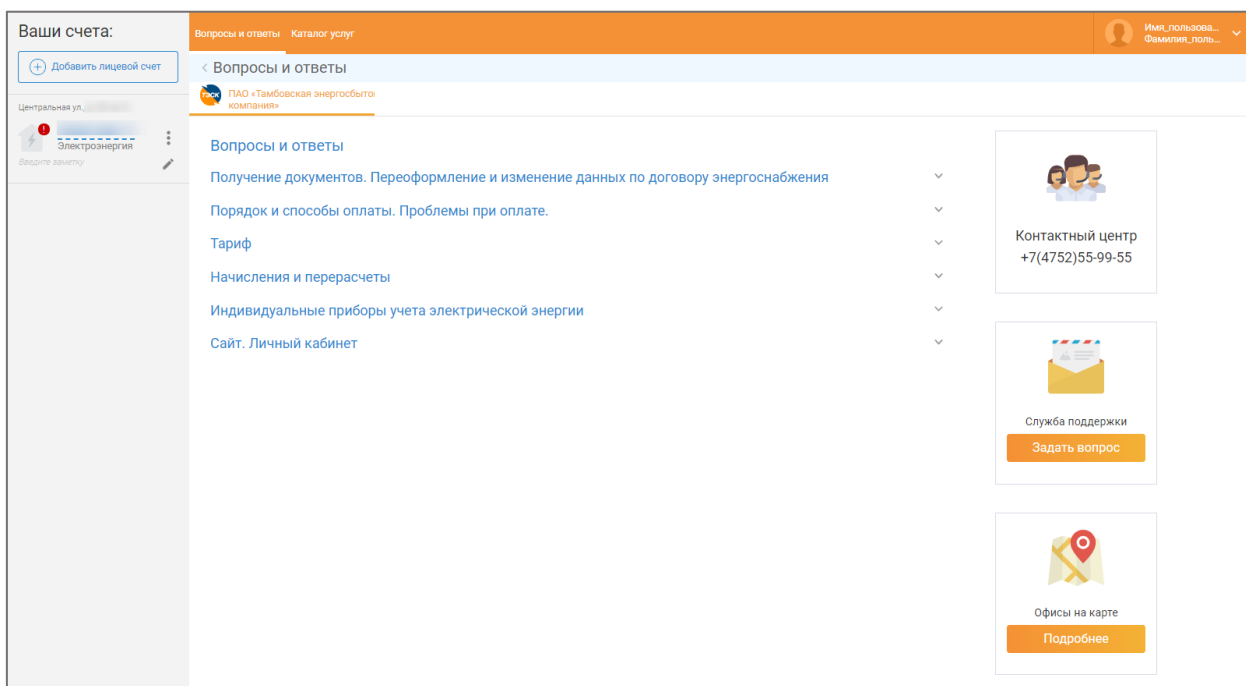 Ваши счета:
Добавить лицевой счет
Центральная ул.,
Электроэнергия
Введите заметку
Вопросы и ответы Каталог услуг
Имя_пользова...
Фамилия_поль...
Вопросы и ответы
ТЭСК
ПАО «Тамбовская энергосбыто
компания»
Вопросы и ответы
Получение документов. Переоформление и изменение данных по договору энергоснабжения
Порядок и способы оплаты. Проблемы при оплате.
Тариф
Начисления и перерасчеты
Индивидуальные приборы учета электрической энергии
Сайт. Личный кабинет
Контактный центр
+7(4752)55-99-55
Служба поддержки
Задать вопрос
Офисы на карте
Подробнее